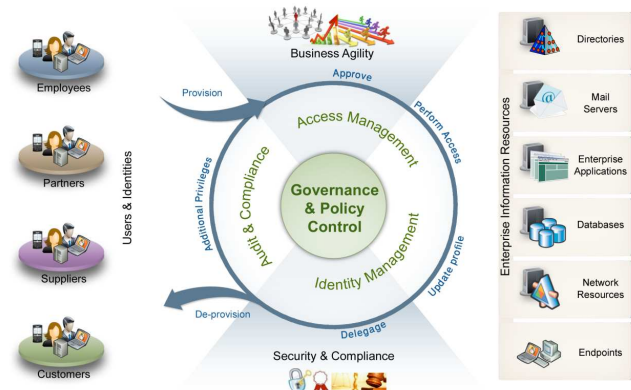 Business Agility
Employees
Partners
Suppliers
Customers
Users & Identities
Provision
Approve
Perform Access
Update profile
Delegage
De-provision
Additional Privileges
Access Management
Audit & Compliance
Identity Management
Governance
& Policy
Control
Security & Compliance
Enterprise Information Resources
Directories
Mail
Servers
Enterprise
Applications
Databases
Network
Resources
Endpoints